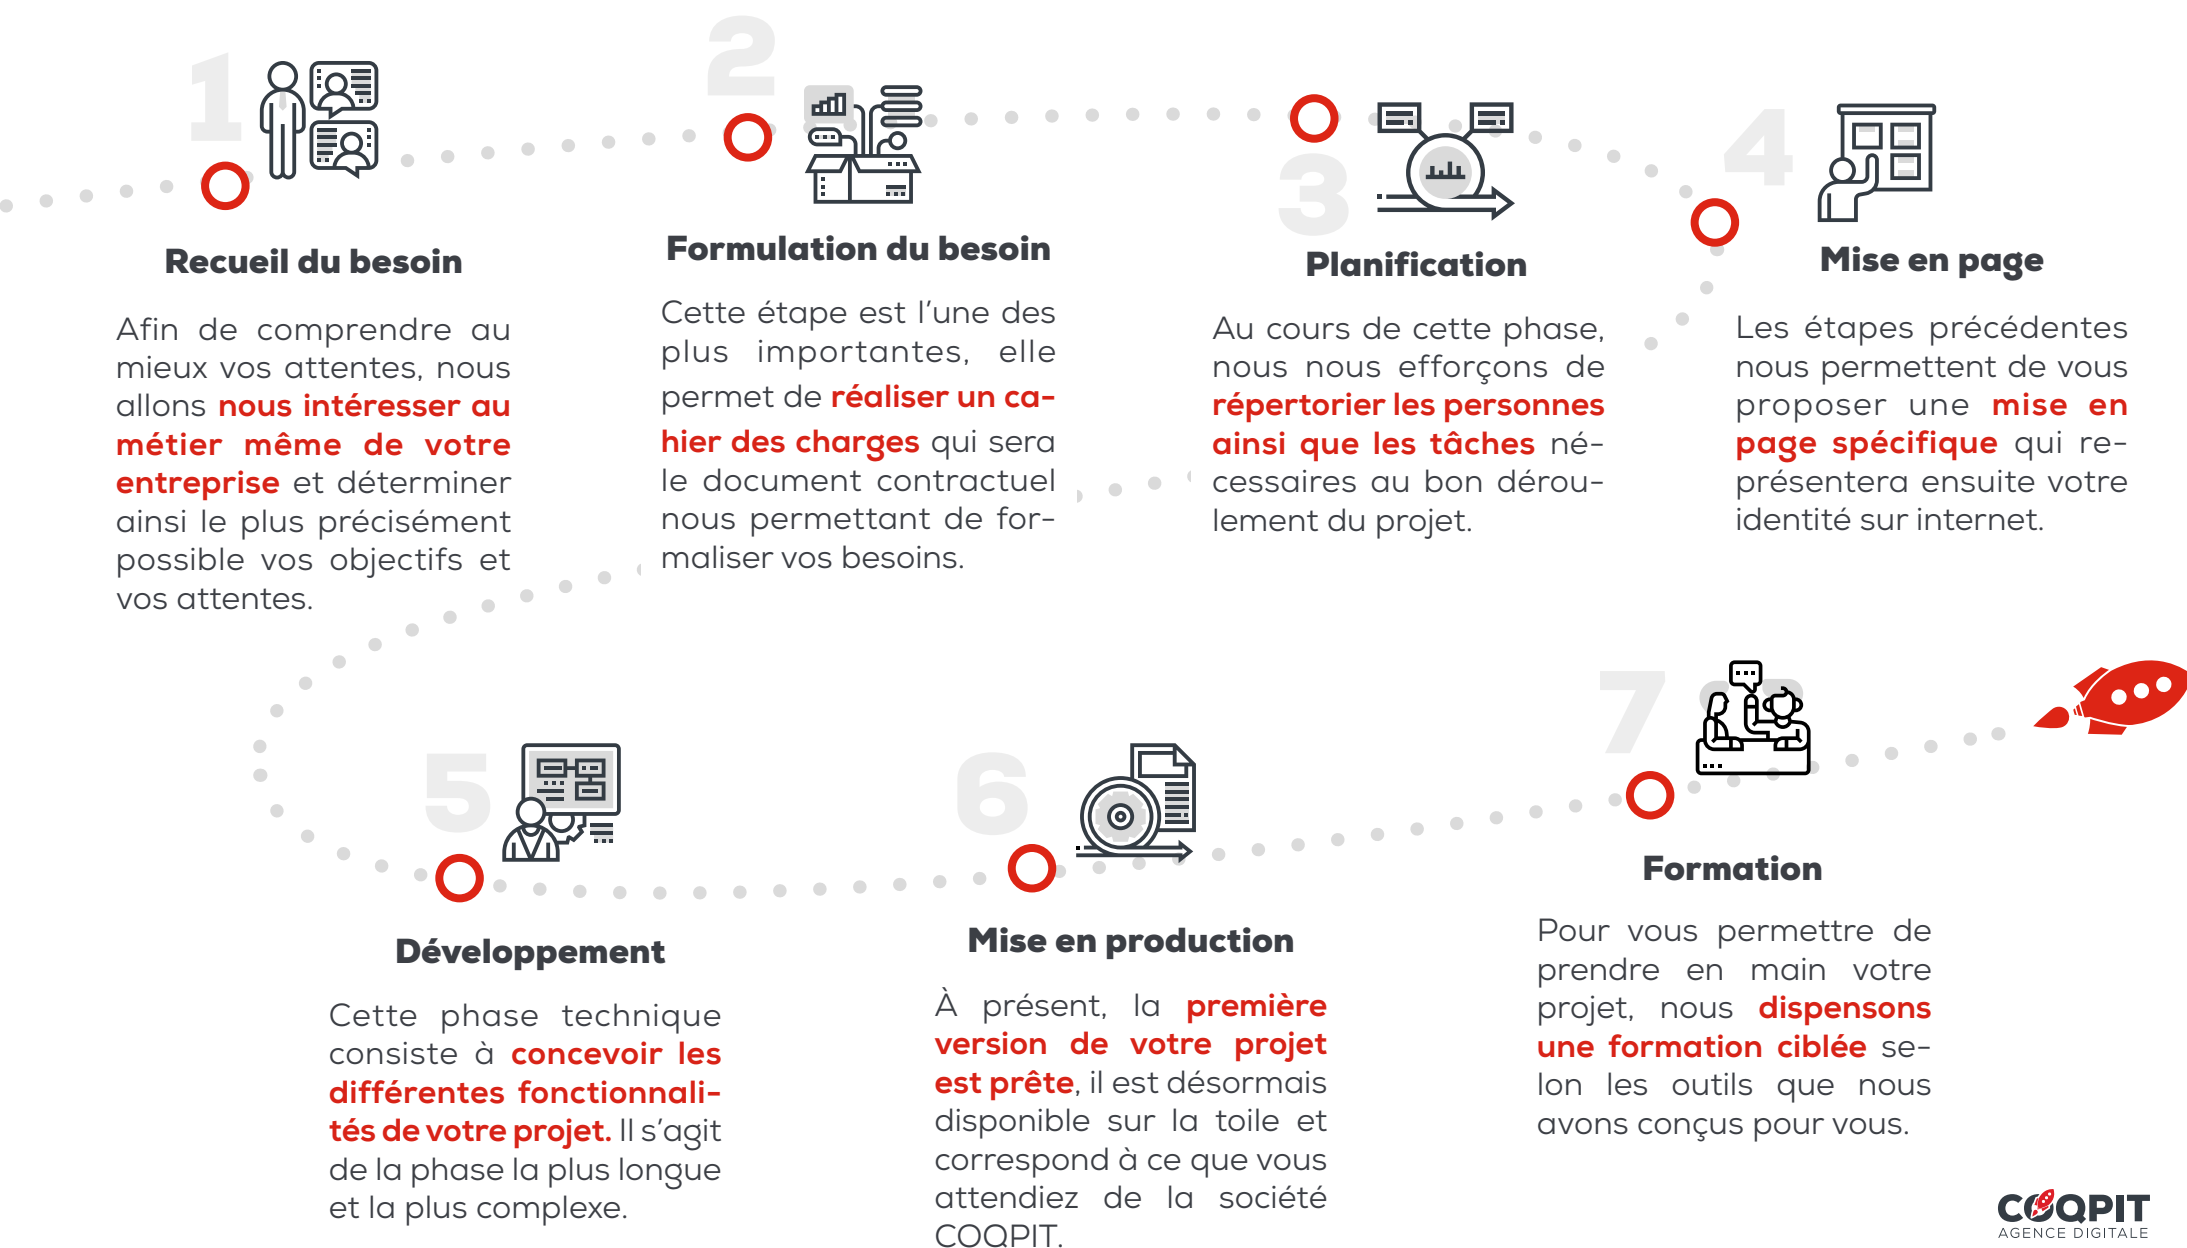 1
Recueil du besoin
Afin de comprendre au
mieux vos attentes, nous
allons nous intéresser au
métier même de votre
entreprise et déterminer
ainsi le plus précisément
possible vos objectifs et
vos attentes.
2
Formulation du besoin
Cette étape est l’une des
plus importantes, elle
permet de réaliser un ca-
hier des charges qui sera
le document contractuel
nous permettant de for-
maliser vos besoins.
3
Planification
Au cours de cette phase,
nous nous efforçons de
répertorier les personnes
ainsi que les tâches né-
cessaires au bon dérou-
lement du projet.
4
Mise en page
Les étapes précédentes
nous permettent de vous
proposer une mise en
page spécifique qui re-
présentera ensuite votre
identité sur internet.
5
Développement
Cette phase technique
consiste à concevoir les
différentes fonctionnali-
tés de votre projet. Il s’agit
de la phase la plus longue
et la plus complexe.
6
Mise en production
À présent, la première
version de votre projet
est prête, il est désormais
disponible sur la toile et
correspond à ce que vous
attendiez de la société
COQPIT.
7
Formation
Pour vous permettre de
prendre en main votre
projet, nous dispensons
une formation ciblée se-
lon les outils que nous
avons conçus pour vous.
COQPIT
AGENCE DIGITALE